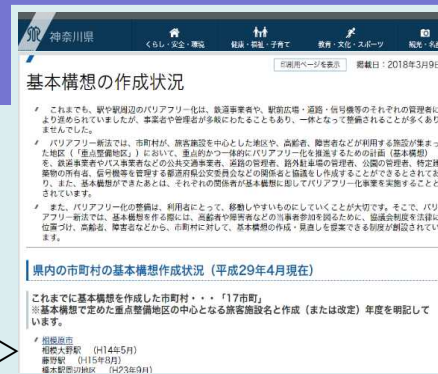 神奈川県
くらし・安全・環境
健康・福祉・子育て
教育・文化・スポーツ
観光・名
印刷用ページを表示 掲載日：2018年3月9日
基本構想の作成状況
これまでも、駅や駅周辺のバリアフリー化は、鉄道事業者や、駅前広場・道路・信号機等のそれぞれの管理者に
より進められていましたが、事業者や管理者が多岐にわたることもあり、一体となって整備されることが多くあり
ませんでした。
バリアフリー新法では、市町村が、旅客施設を中心とした地区や、高齢者、障害者などが利用する施設が集まっ
た地区（「重点整備地区」）において、重点的かつ一体的にバリアフリー化を推進するための計画（基本構想）
を、鉄道事業者やバス事業者などの公共交通事業者、道路の管理者、路外駐車場の管理者、公園の管理者、特定建
築物の所有者、信号機等を管理する都道府県公安委員会などの関係者と協議をし作成することができるとされてお
り、また、基本構想ができたあとは、それぞれの関係者が基本構想に即してバリアフリー化事業を実施することと
されています。
また、バリアフリー化の整備は、利用者にとって、移動しやすいものにしていくことが大切です。そこで、バリ
アフリー新法では、基本構想を作る際には、高齢者や障害者などの当事者参加を図るために、協議会制度を法律に
位置づけ、高齢者、障害者などから、市町村に対して、基本構想の作成・見直しを提案できる制度が創設されてい
ます。
県内の市町村の基本構想作成状況（平成29年4月現在）
これまでに基本構想を作成した市町村・・・「17市町」
※基本構想で定めた重点整備地区の中心となる旅客施設名と作成（または改定）年度を明記して
います。
相模原市
相模大野駅 （H14年5月）
藤野駅 （H15年8月）
橋本駅周辺地区 （H23年9月）